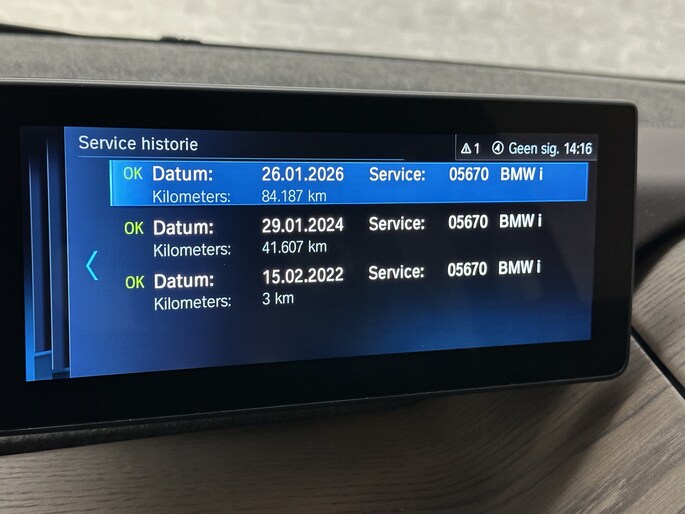 Service historie ⚠1 Geen sig. 14:16
OK Datum: 26.01.2026 Service: 05670 BMW i
Kilometers: 84.187 km
OK Datum: 29.01.2024 Service: 05670 BMW i
Kilometers: 41.607 km
OK Datum: 15.02.2022 Service: 05670 BMW i
Kilometers: 3 km